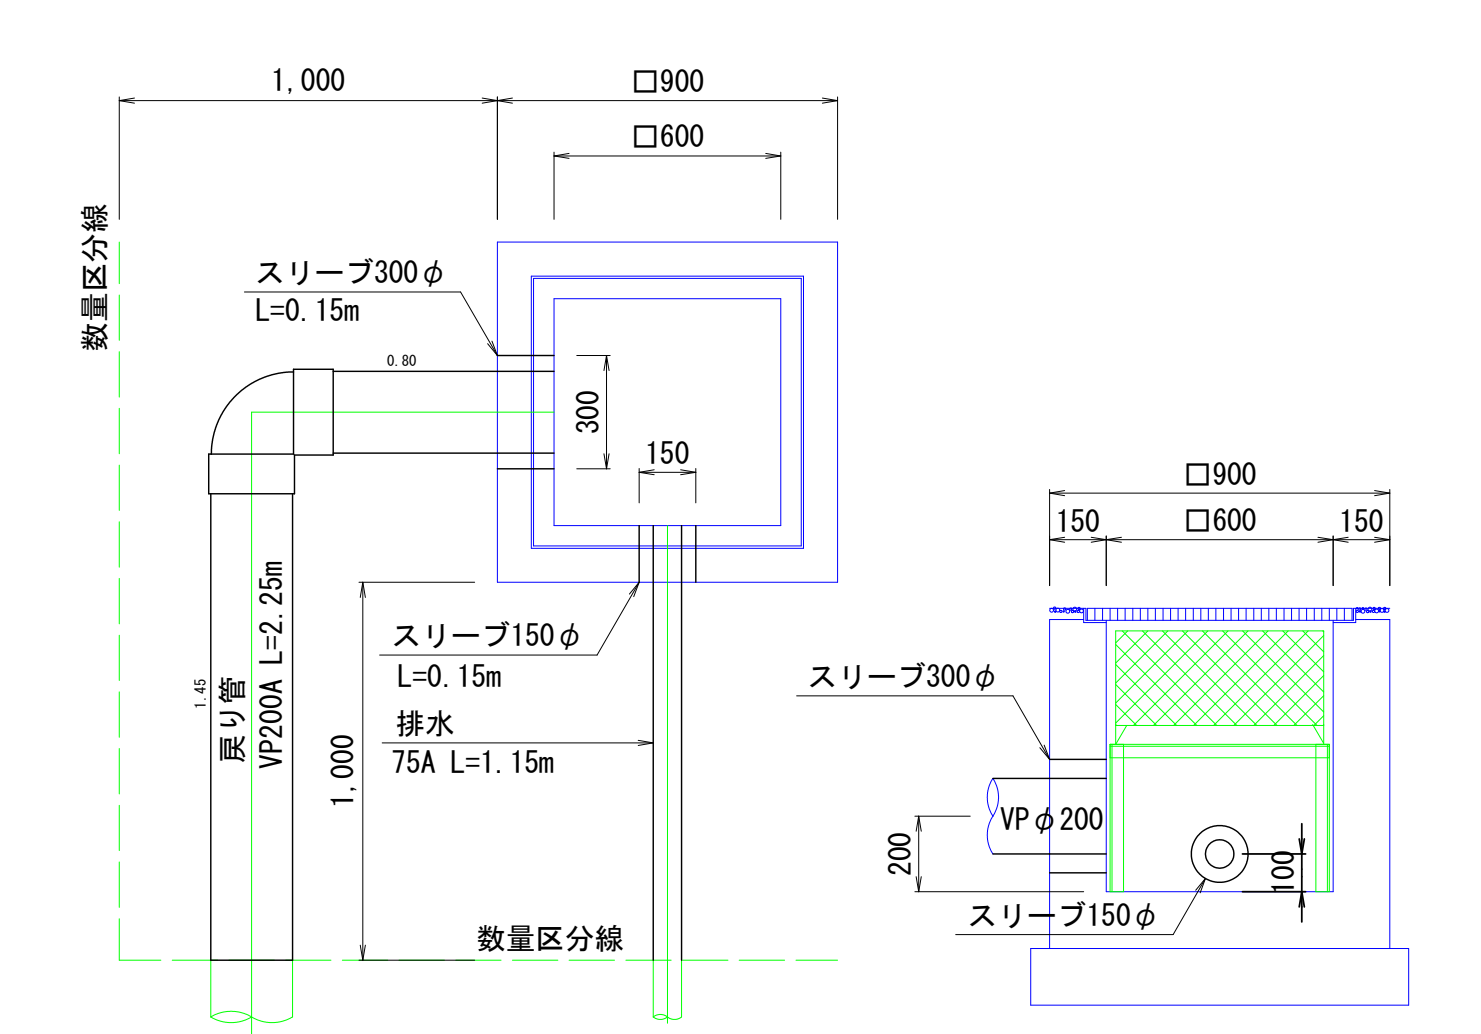 1,000
□900
□600
数量区分線
スリーブ300φ
L=0.15m
0.80
300
150
戻り管
VP200A L=2.25m
1.45
スリーブ150φ
L=0.15m
排水
75A L=1.15m
1,000
数量区分線
□900
150
□600
150
スリーブ300φ
VPφ200
200
100
スリーブ150φ